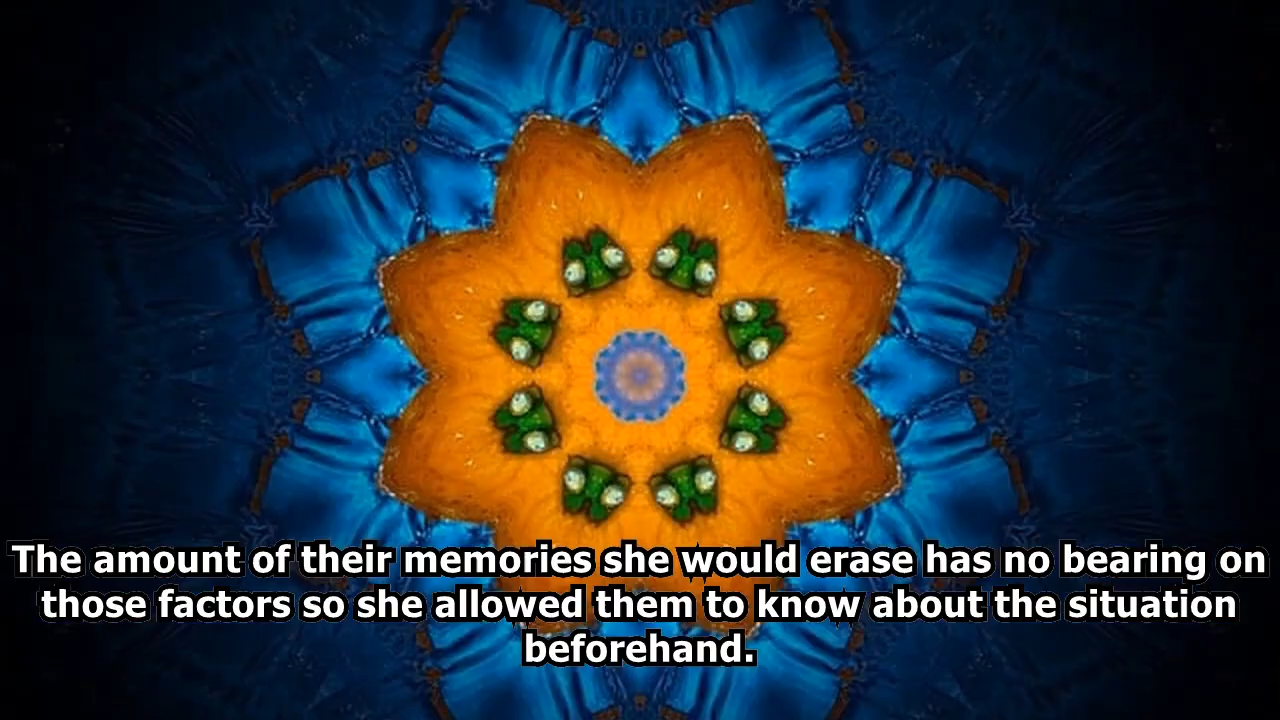 The amount of their memories she would erase has no bearing on
those factors so she allowed them to know about the situation
beforehand.